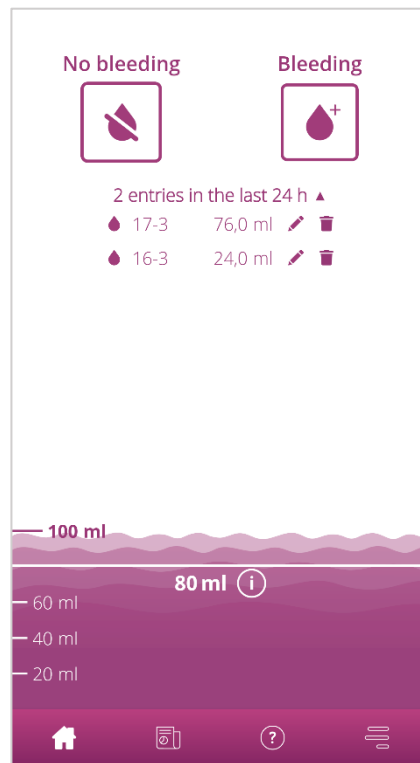 No bleeding Bleeding
2 entries in the last 24 h ▲
17-3 76,0 ml
16-3 24,0 ml
100 ml
80 ml i
60 ml
40 ml
20 ml
?